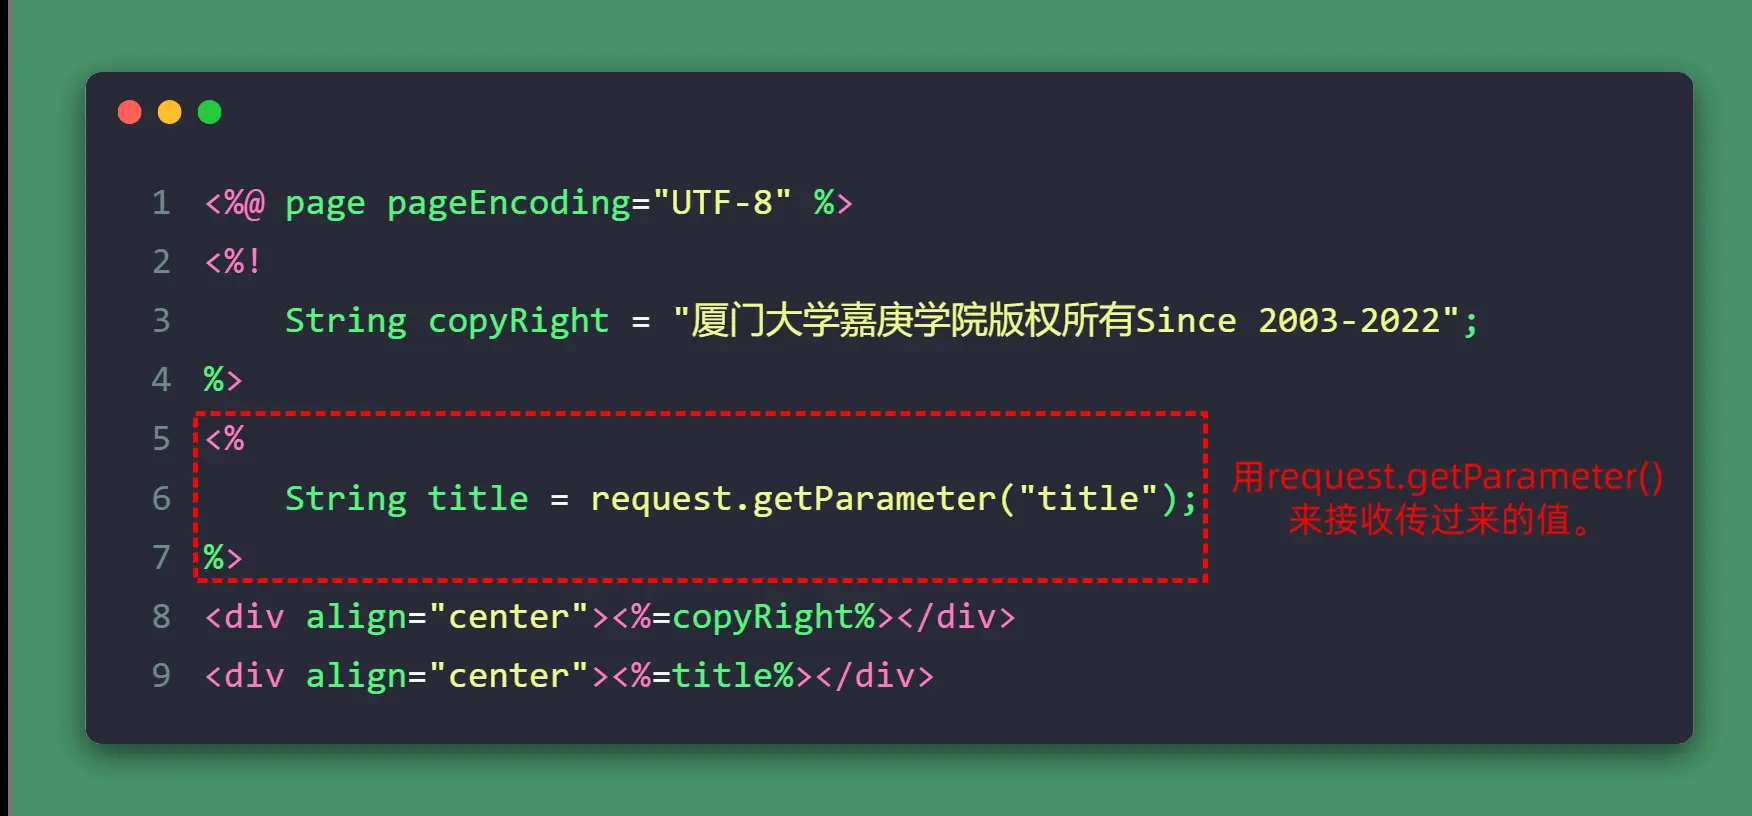 1 <%@ page pageEncoding="UTF-8" %>
2 <%!
3     String copyRight = "厦门大学嘉庚学院版权所有Since 2003-2022";
4 %>
5 <%
6     String title = request.getParameter("title");
7 %>
用request.getParameter()
来接收传过来的值。
8 <div align="center"><%=copyRight%></div>
9 <div align="center"><%=title%></div>